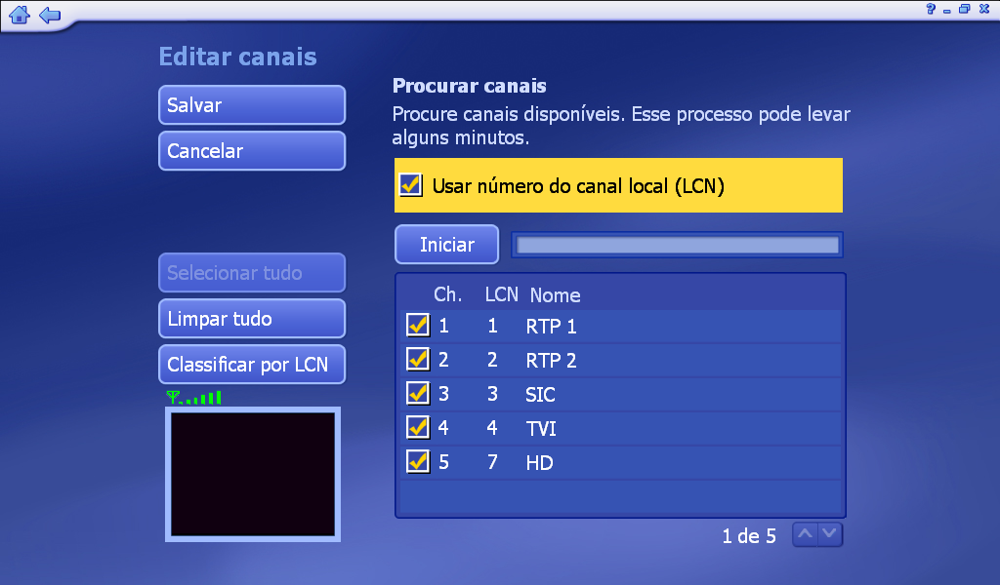 Editar canais
Salvar
Cancelar
Selecionar tudo
Limpar tudo
Classificar por LCN
Procurar canais
Procure canais disponíveis. Esse processo pode levar
alguns minutos.
Usar número do canal local (LCN)
Iniciar
Ch. LCN Nome
1 1 RTP 1
2 2 RTP 2
3 3 SIC
4 4 TVI
5 7 HD
1 de 5